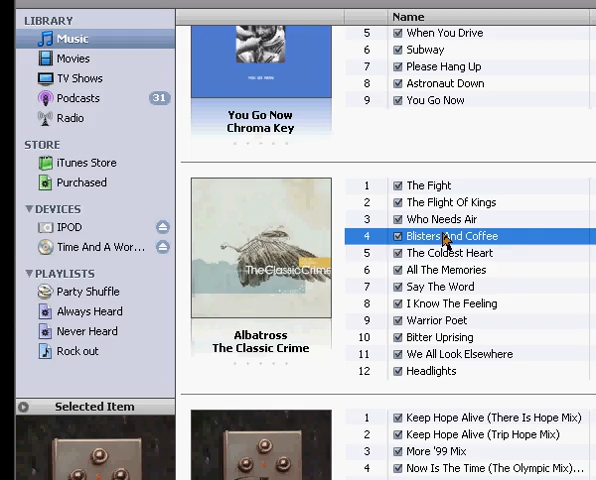 LIBRARY
Music
Movies
TV Shows
Podcasts 31
Radio
STORE
iTunes Store
Purchased
DEVICES
IPOD
Time And A Wor...
PLAYLISTS
Party Shuffle
Always Heard
Never Heard
Rock out
Selected Item
Name
5 When You Drive
6 Subway
7 Please Hang Up
8 Astronaut Down
9 You Go Now
You Go Now
Chroma Key
1 The Fight
2 The Flight Of Kings
3 Who Needs Air
4 Blisters And Coffee
5 The Coldest Heart
6 All The Memories
7 Say The Word
8 I Know The Feeling
9 Warrior Poet
10 Bitter Uprising
11 We All Look Elsewhere
12 Headlights
TheClassicCrime
Albatross
The Classic Crime
1 Keep Hope Alive (There Is Hope Mix)
2 Keep Hope Alive (Trip Hope Mix)
3 More '99 Mix
4 Now Is The Time (The Olympic Mix)...